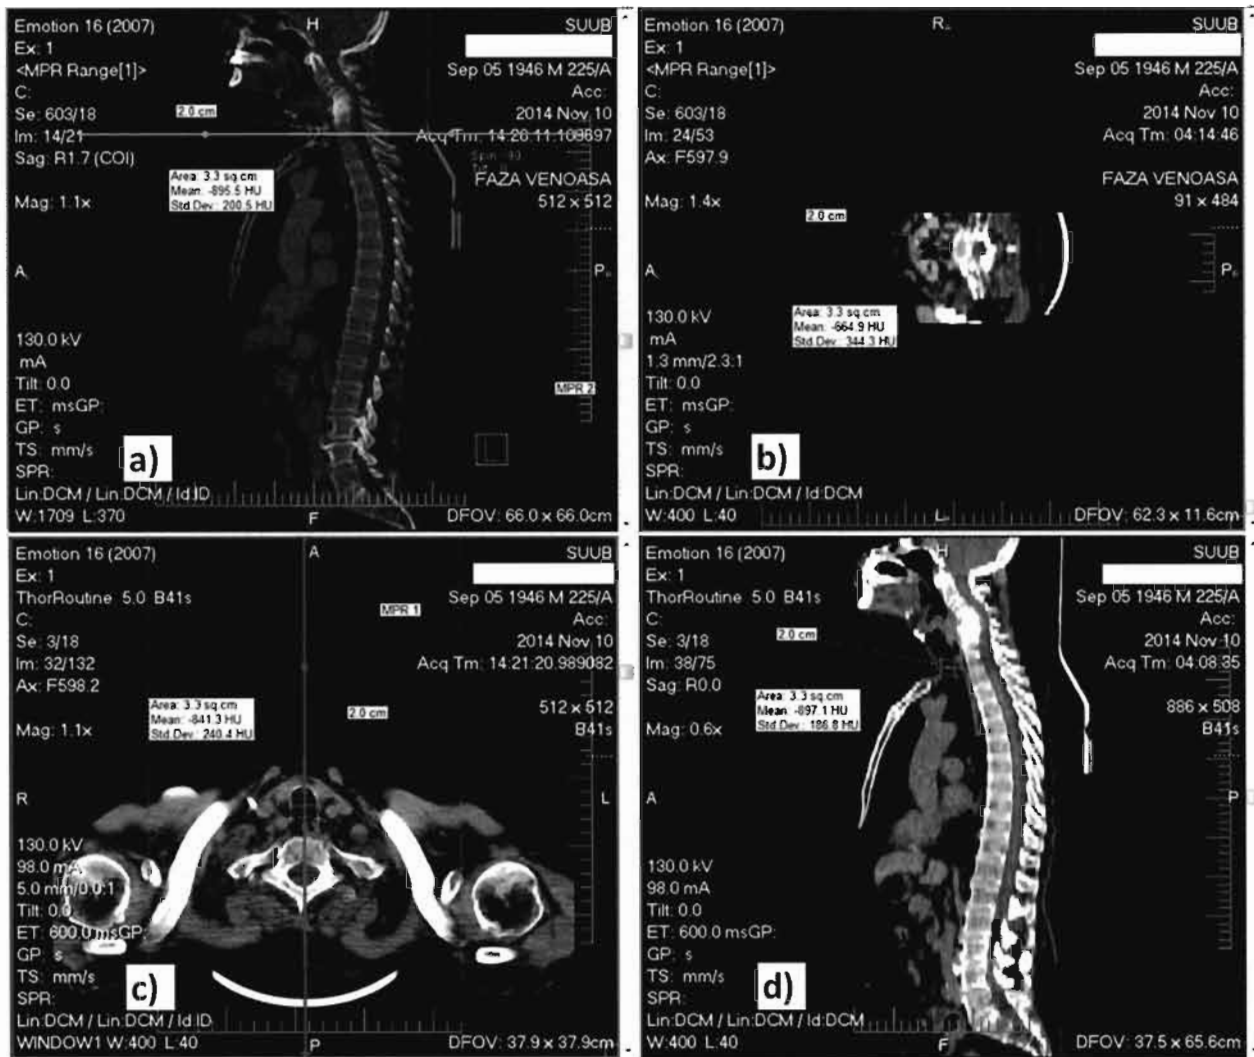 Emotion 16 (2007)
SUUB
Ex: 1
<MPR Range[1]>
Sep 05 1946 M 225/A
C:
Acc:
Se: 603/18
2014 Nov 10
Im: 14/21
Acq Tm: 14:20:11.109697
Sag: R1.7 (COI)
FAZA VENOASA
Mag: 1.1x
512 x 512
H
2.0 cm
Area: 3.3 sq cm
Mean: -895.5 HU
Std.Dev.: 200.5 HU
A
P
130.0 kV
mA
Tilt: 0.0
ET: msGP:
GP: s
TS: mm/s
SPR:
MPR 2
a)
Lin:DCM / Lin:DCM / Id:ID
W:1709 L:370
F
DFOV: 66.0 x 66.0cm
Emotion 16 (2007)
R
SUUB
Ex: 1
<MPR Range[1]>
Sep 05 1946 M 225/A
C:
Acc:
Se: 603/18
2014 Nov 10
Im: 24/53
Acq Tm: 04:14:46
Ax: F597.9
FAZA VENOASA
Mag: 1.4x
91 x 484
2.0 cm
Area: 3.3 sq cm
Mean: -664.9 HU
Std.Dev.: 344.3 HU
A
P
130.0 kV
mA
1.3 mm/2.3:1
Tilt: 0.0
ET: msGP:
GP: s
TS: mm/s
SPR:
b)
Lin:DCM / Lin:DCM / Id:DCM
W:400 L:40
L
DFOV: 62.3 x 11.6cm
Emotion 16 (2007)
A
SUUB
Ex: 1
ThorRoutine 5.0 B41s
Sep 05 1946 M 225/A
MPR 1
C:
Acc:
Se: 3/18
2014 Nov 10
Im: 32/132
Acq Tm: 14:21:20.989082
Ax: F598.2
512 x 512
Mag: 1.1x
B41s
Area: 3.3 sq cm
Mean: -841.3 HU
Std.Dev.: 240.4 HU
2.0 cm
R
L
130.0 kV
98.0 mA
5.0 mm/0.0:1
Tilt: 0.0
ET: 600.0 msGP:
GP: s
TS: mm/s
SPR:
c)
Lin:DCM / Lin:DCM / Id:ID
WINDOW1 W:400 L:40
P
DFOV: 37.9 x 37.9cm
Emotion 16 (2007)
H
SUUB
Ex: 1
ThorRoutine 5.0 B41s
Sep 05 1946 M 225/A
C:
Acc:
Se: 3/18
2014 Nov 10
Im: 38/75
Acq Tm: 04:08:35
Sag: R0.0
886 x 508
Mag: 0.6x
B41s
2.0 cm
Area: 3.3 sq cm
Mean: -897.1 HU
Std.Dev.: 186.8 HU
A
P
130.0 kV
98.0 mA
Tilt: 0.0
ET: 600.0 msGP:
GP: s
TS: mm/s
SPR:
d)
Lin:DCM / Lin:DCM / Id:DCM
W:400 L:40
F
DFOV: 37.5 x 65.6cm